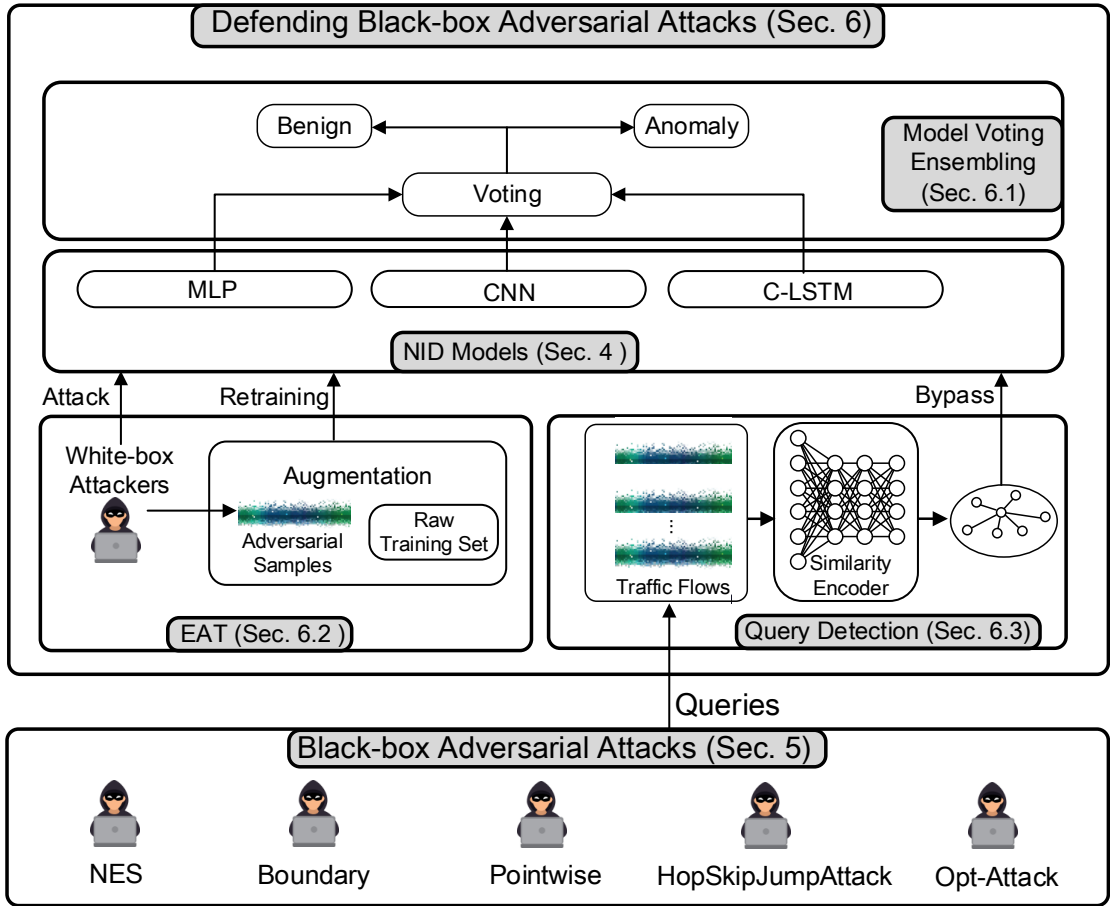 Defending Black-box Adversarial Attacks (Sec. 6)
Benign
Anomaly
Model Voting
Ensembling
(Sec. 6.1)
Voting
MLP
CNN
C-LSTM
NID Models (Sec. 4 )
Attack
Retraining
Bypass
White-box
Attackers
Augmentation
Adversarial
Samples
Raw
Training Set
EAT (Sec. 6.2 )
Traffic Flows
Similarity
Encoder
Query Detection (Sec. 6.3)
Queries
Black-box Adversarial Attacks (Sec. 5)
NES
Boundary
Pointwise
HopSkipJumpAttack
Opt-Attack